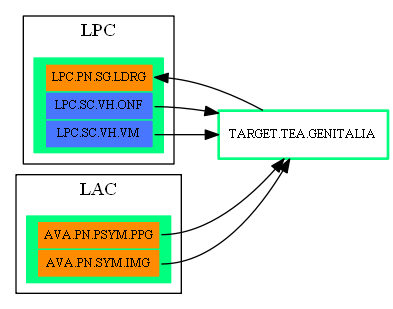 LPC
LPC.PN.SG.LDRG
LPC.SC.VH.ONF
LPC.SC.VH.VM
TARGET.TEA.GENITALIA
LAC
AVA.PN.PSYM.PPG
AVA.PN.SYM.IMG